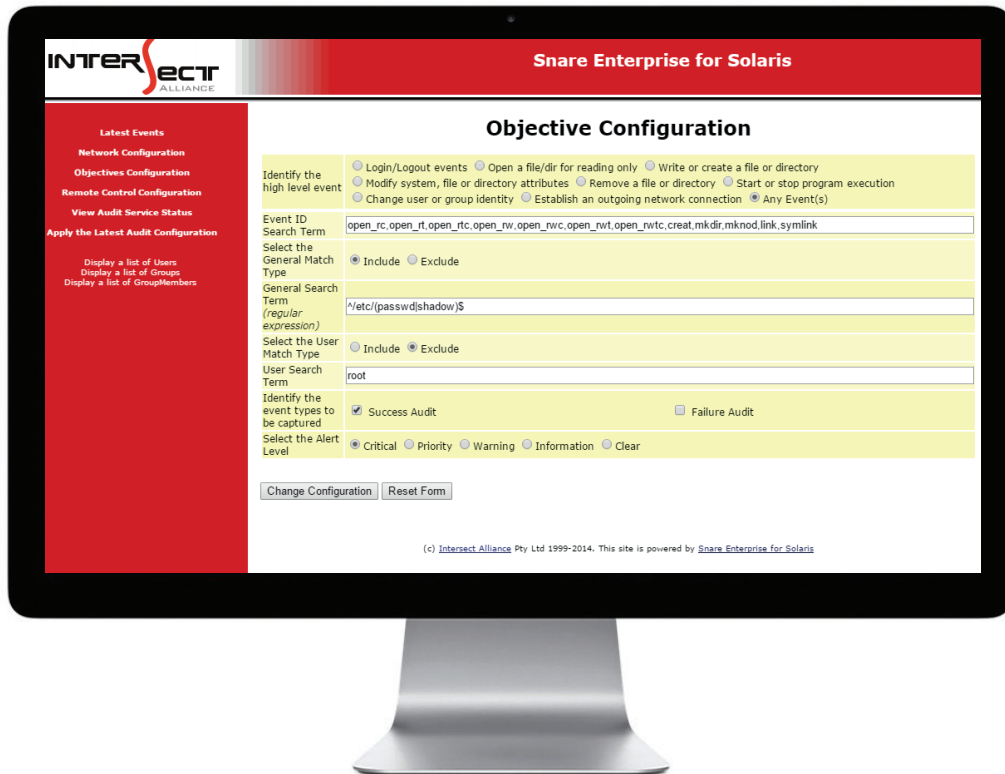 INTERSECT
ALLIANCE
Snare Enterprise for Solaris
Latest Events
Network Configuration
Objectives Configuration
Remote Control Configuration
View Audit Service Status
Apply the Latest Audit Configuration
Display a list of Users
Display a list of Groups
Display a list of GroupMembers
Objective Configuration
Identify the
high level event
Login/Logout events Open a file/dir for reading only Write or create a file or directory
Modify system, file or directory attributes Remove a file or directory Start or stop program execution
Change user or group identity Establish an outgoing network connection Any Event(s)
Event ID
Search Term
open_rc,open_rt,open_rtc,open_rw,open_rwc,open_rwt,open_rwtc,creat,mkdir,mknod,link,symlink
Select the
General Match
Type
Include Exclude
General Search
Term
(regular
expression)
^/etc/(passwd|shadow)$
Select the User
Match Type
Include Exclude
User Search
Term
root
Identify the
event types to
be captured
Success Audit Failure Audit
Select the Alert
Level
Critical Priority Warning Information Clear
Change Configuration Reset Form
(c) Intersect Alliance Pty Ltd 1999-2014. This site is powered by Snare Enterprise for Solaris